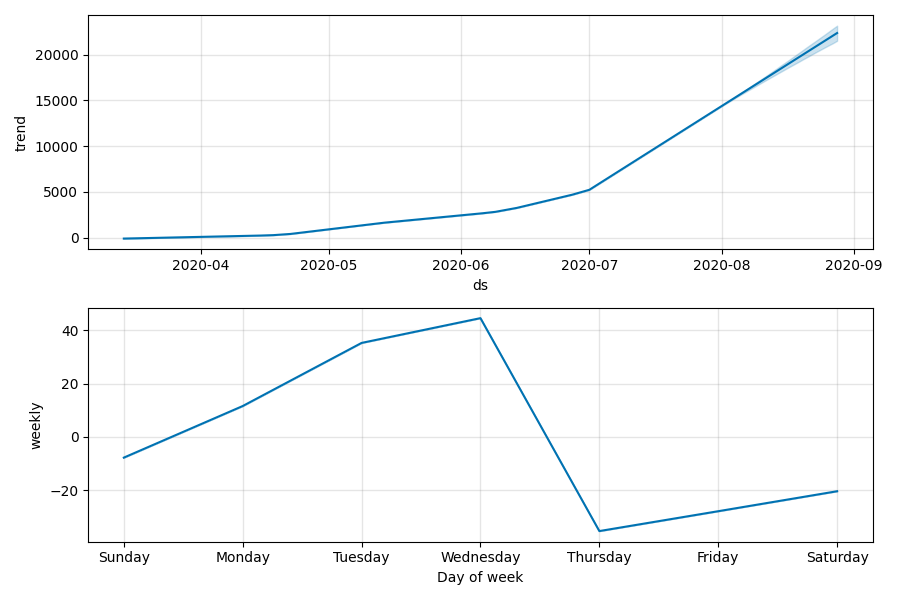 20000
15000
10000
5000
0
trend
2020-04 2020-05 2020-06 2020-07 2020-08 2020-09
ds
40
20
0
−20
weekly
Sunday Monday Tuesday Wednesday Thursday Friday Saturday
Day of week